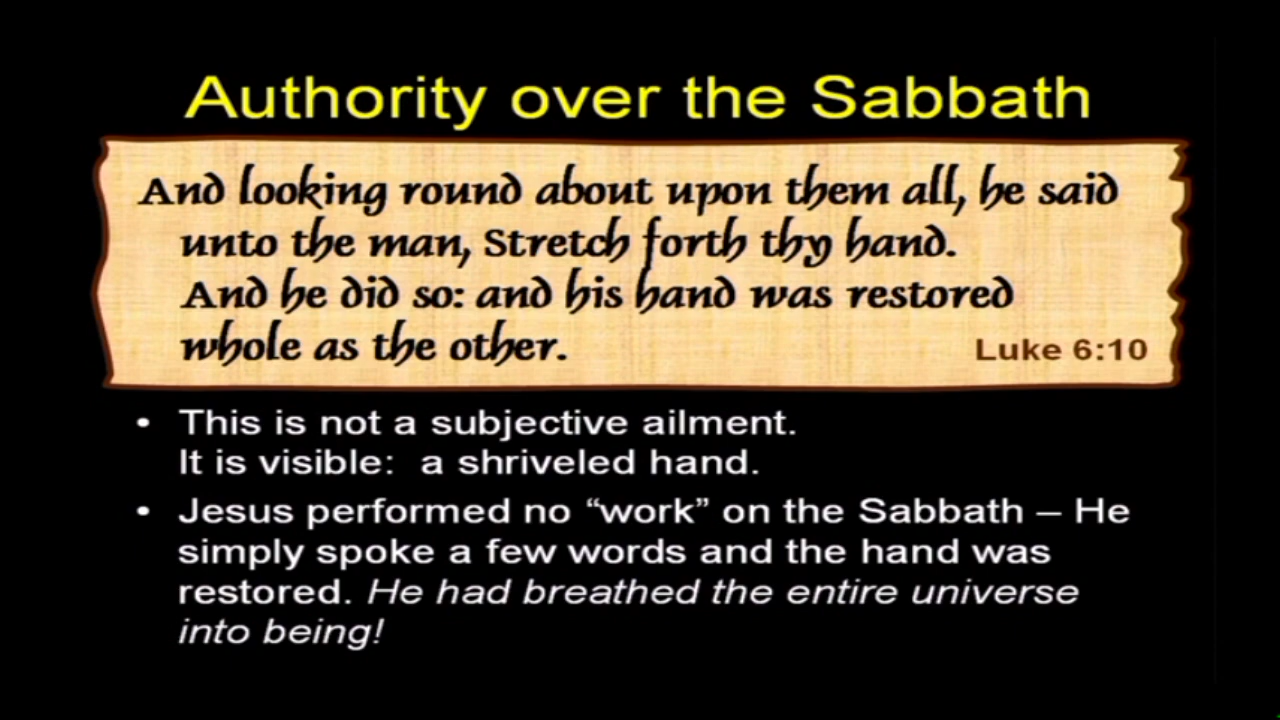 Authority over the Sabbath
And looking round about upon them all, he said
unto the man, Stretch forth thy hand.
And he did so: and his hand was restored
whole as the other.
Luke 6:10
• This is not a subjective ailment.
It is visible: a shriveled hand.
• Jesus performed no “work” on the Sabbath – He
simply spoke a few words and the hand was
restored. He had breathed the entire universe
into being!